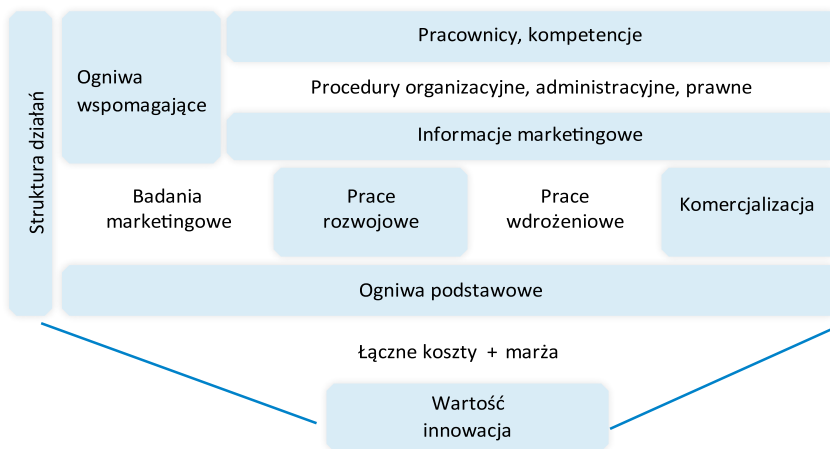 Struktura działań
Ogniwa
wspomagające
Pracownicy, kompetencje
Procedury organizacyjne, administracyjne, prawne
Informacje marketingowe
Badania
marketingowe
Prace
rozwojowe
Prace
wdrożeniowe
Komercjalizacja
Ogniwa podstawowe
Łączne koszty + marża
Wartość
innowacja